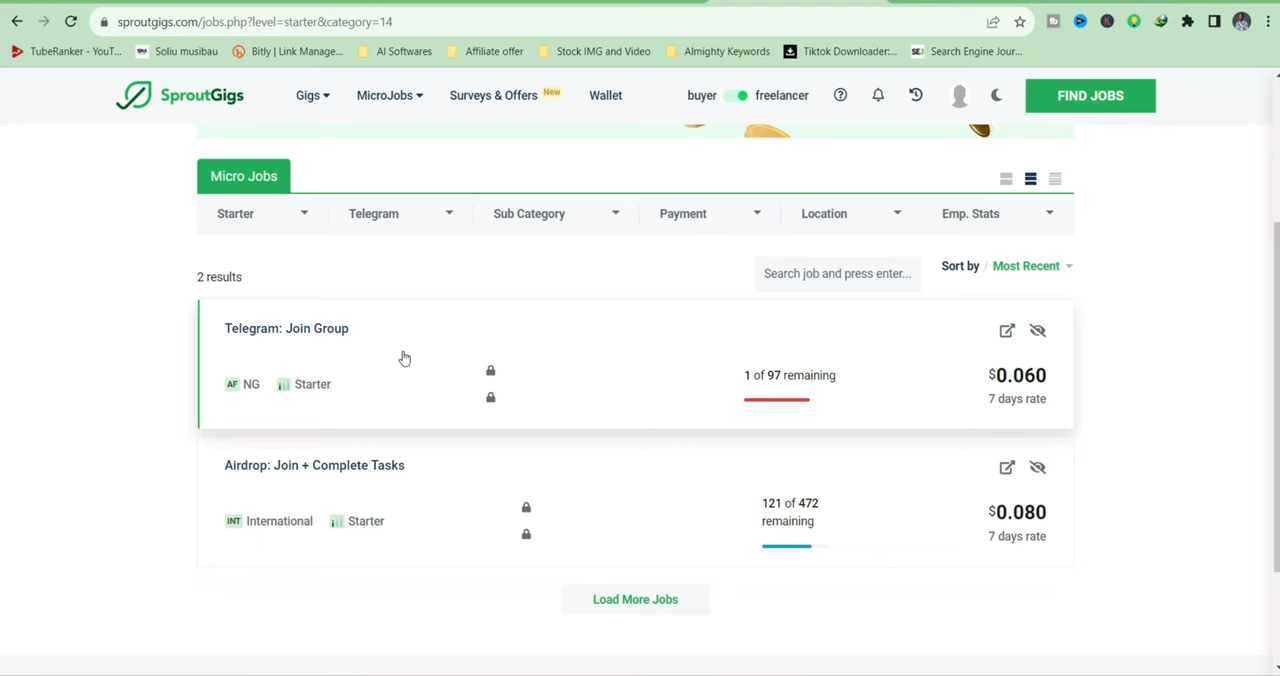 sproutgigs.com/jobs.php?level=starter&category=14
TubeRanker - YouT... Soliu musibau Bitly | Link Manage... AI Softwares Affiliate offer Stock IMG and Video Almighty Keywords Tiktok Downloader:... SEJ Search Engine Jour...
SproutGigs Gigs MicroJobs Surveys & Offers New Wallet buyer freelancer FIND JOBS
Micro Jobs
Starter Telegram Sub Category Payment Location Emp. Stats
2 results Search job and press enter... Sort by / Most Recent
Telegram: Join Group
AF NG Starter 1 of 97 remaining $0.060
7 days rate
Airdrop: Join + Complete Tasks
INT International Starter 121 of 472 remaining $0.080
7 days rate
Load More Jobs